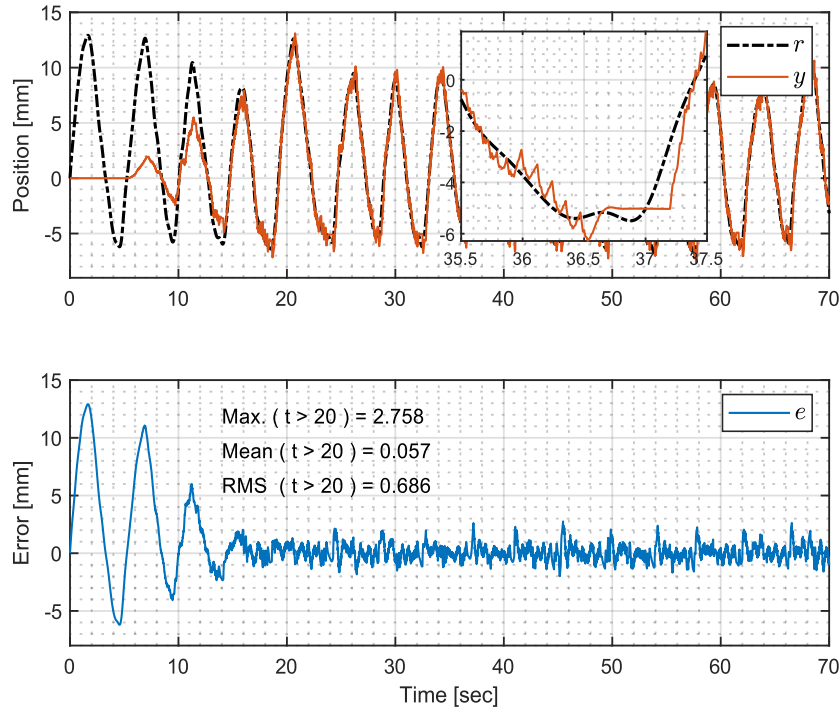 15
10
5
0
-5
Position [mm]
0
-2
-4
-6
35.5 36 36.5 37 37.5
r
y
0 10 20 30 40 50 60 70
15
10
5
0
-5
Error [mm]
Max. ( t > 20 ) = 2.758
Mean ( t > 20 ) = 0.057
RMS ( t > 20 ) = 0.686
e
0 10 20 30 40 50 60 70
Time [sec]